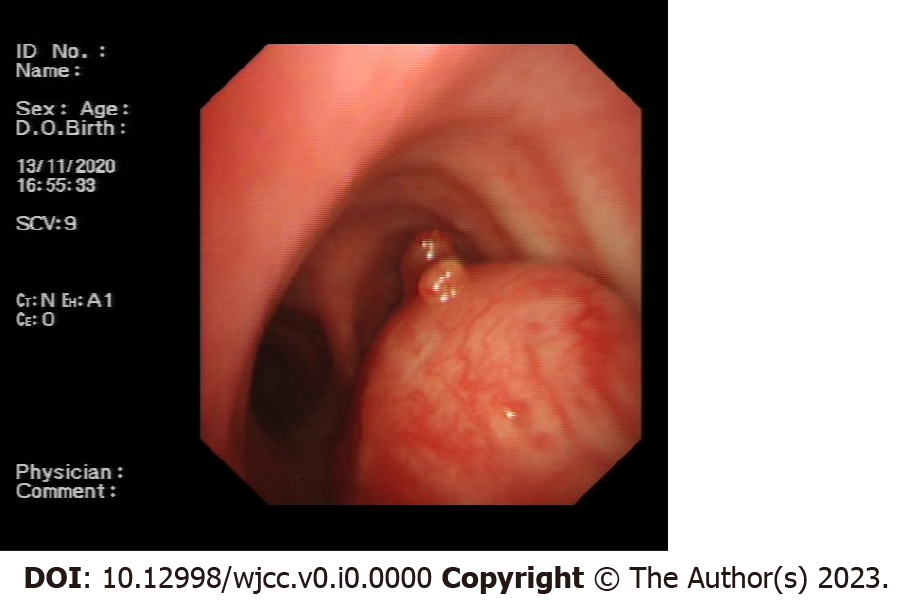 ID No. :
Name:
Sex: Age:
D.O.Birth:
13/11/2020
16:55:33
SCV:9
CT:N EH:A1
CE:0
Physician:
Comment:
DOI: 10.12998/wjcc.v0.i0.0000 Copyright © The Author(s) 2023.